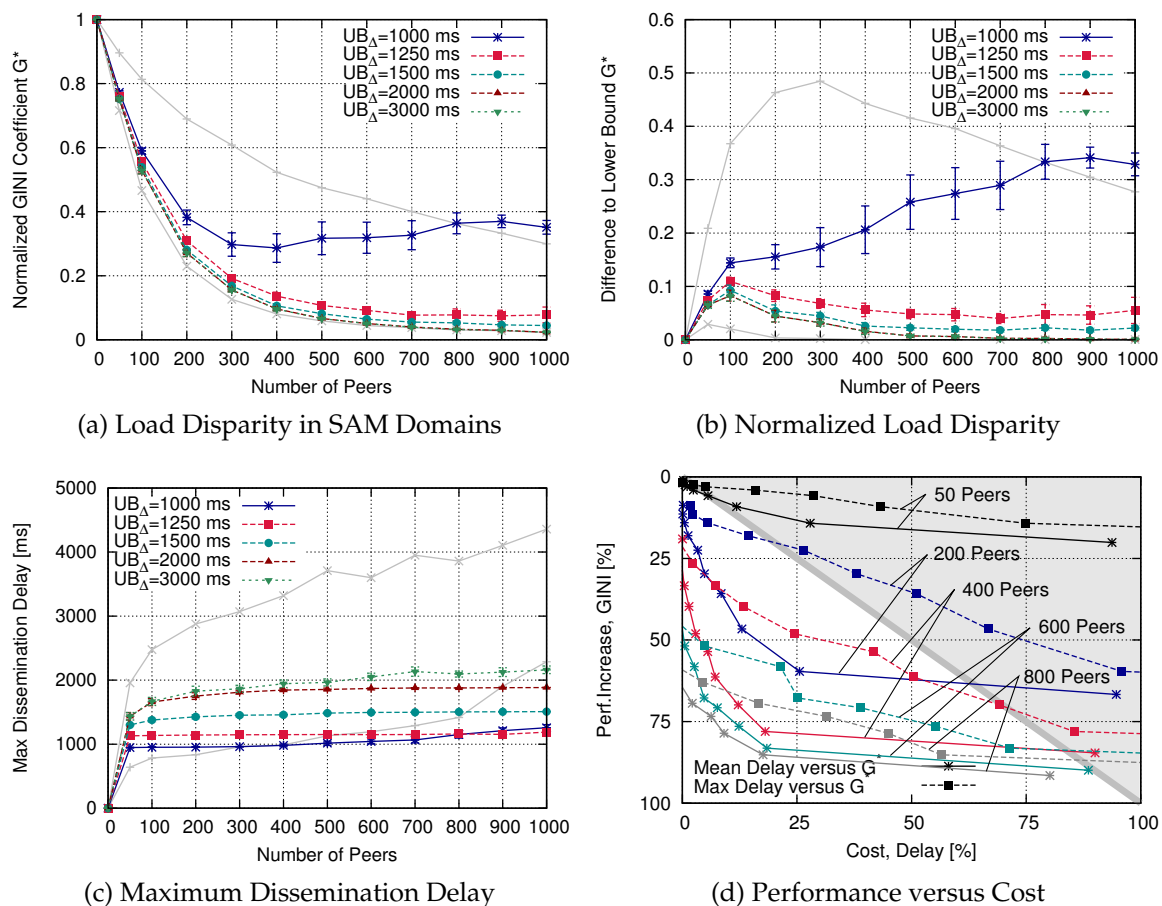 1
0.8
0.6
0.4
0.2
0
Normalized GINI Coefficient G*
UB_Δ=1000 ms
UB_Δ=1250 ms
UB_Δ=1500 ms
UB_Δ=2000 ms
UB_Δ=3000 ms
0 100 200 300 400 500 600 700 800 900 1000
Number of Peers
(a) Load Disparity in SAM Domains
0.6
0.5
0.4
0.3
0.2
0.1
0
Difference to Lower Bound G*
UB_Δ=1000 ms
UB_Δ=1250 ms
UB_Δ=1500 ms
UB_Δ=2000 ms
UB_Δ=3000 ms
0 100 200 300 400 500 600 700 800 900 1000
Number of Peers
(b) Normalized Load Disparity
5000
4000
3000
2000
1000
0
Max Dissemination Delay [ms]
UB_Δ=1000 ms
UB_Δ=1250 ms
UB_Δ=1500 ms
UB_Δ=2000 ms
UB_Δ=3000 ms
0 100 200 300 400 500 600 700 800 900 1000
Number of Peers
(c) Maximum Dissemination Delay
0
25
50
75
100
Perf.Increase, GINI [%]
50 Peers
200 Peers
400 Peers
600 Peers
800 Peers
Mean Delay versus G
Max Delay versus G
0 25 50 75 100
Cost, Delay [%]
(d) Performance versus Cost